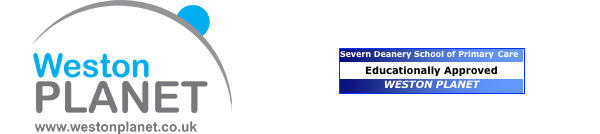 Weston
PLANET
www.westonplanet.co.uk
Severn Deanery School of Primary Care
Educationally Approved
WESTON PLANET